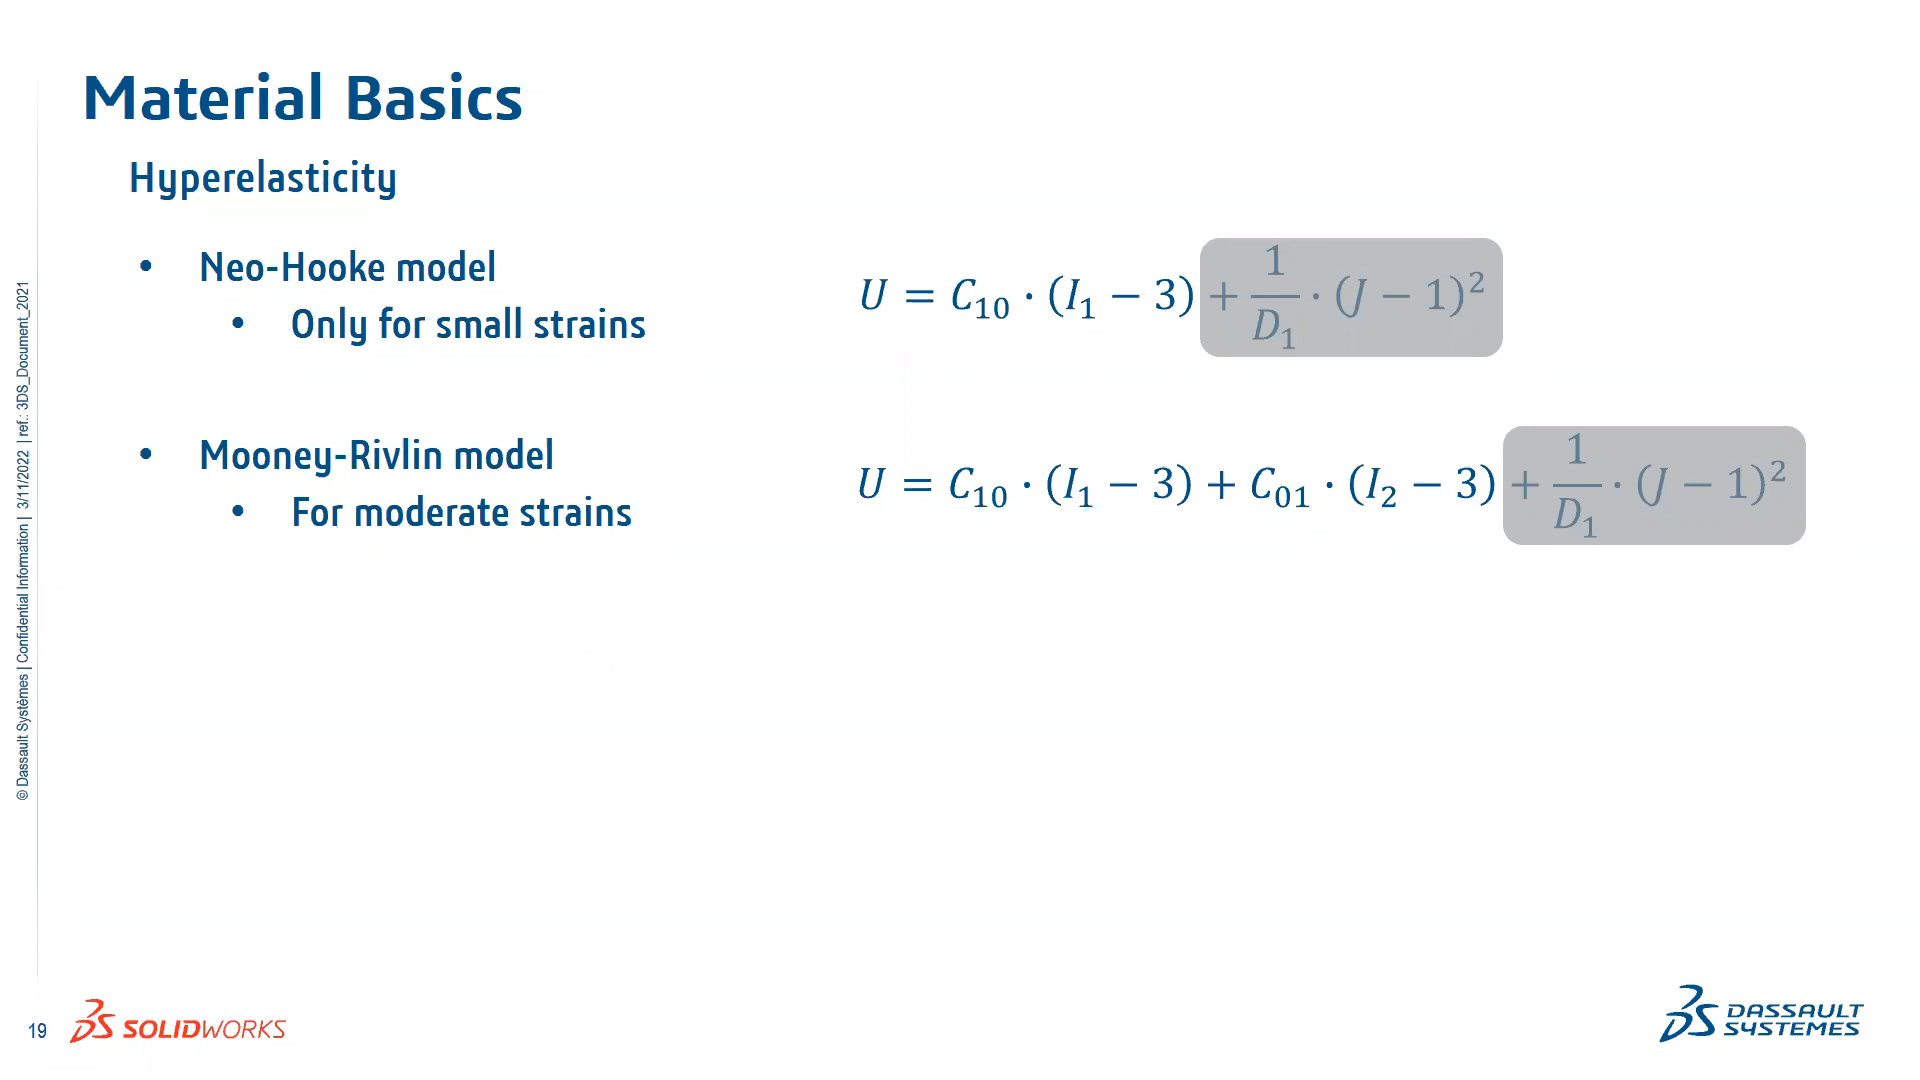 Material Basics
Hyperelasticity
• Neo-Hooke model
• Only for small strains
U = C₁₀ · (I₁ − 3) + 1/D₁ · (J − 1)²
• Mooney-Rivlin model
• For moderate strains
U = C₁₀ · (I₁ − 3) + C₀₁ · (I₂ − 3) + 1/D₁ · (J − 1)²
© Dassault Systèmes | Confidential Information | 3/11/2022 | ref.: 3DS_Document_2021
19
SOLIDWORKS
DASSAULT
SYSTEMES